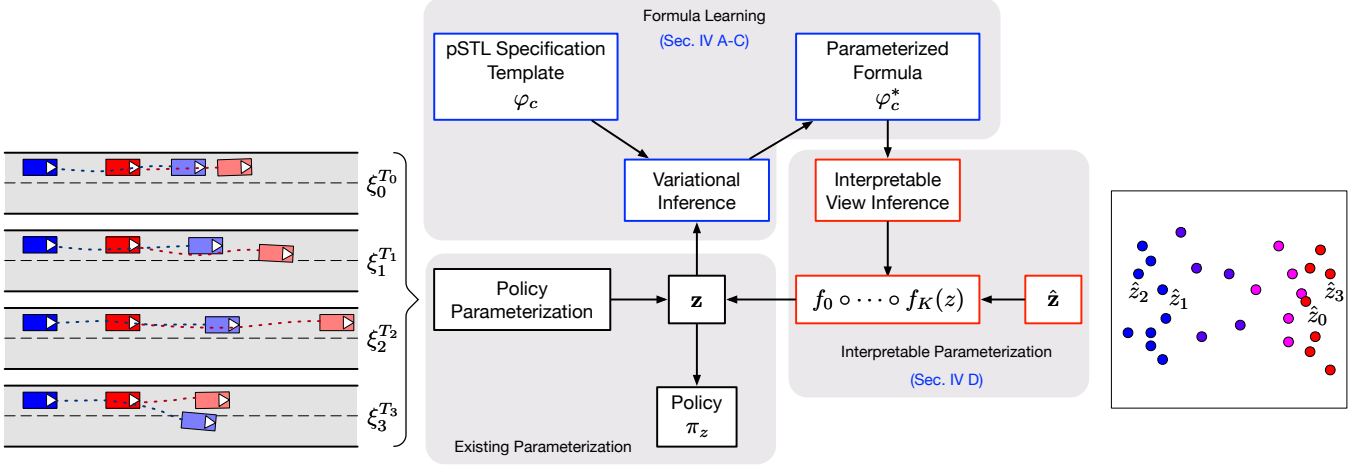 Formula Learning
(Sec. IV A-C)
pSTL Specification
Template
φ_c
Parameterized
Formula
φ_c^*
ξ_0^{T_0}
ξ_1^{T_1}
ξ_2^{T_2}
ξ_3^{T_3}
Variational
Inference
Interpretable
View Inference
Policy
Parameterization
z
f_0 ∘ ⋯ ∘ f_K(z)
ẑ
Interpretable Parameterization
(Sec. IV D)
Policy
π_z
Existing Parameterization
ẑ_2
ẑ_1
ẑ_3
ẑ_0